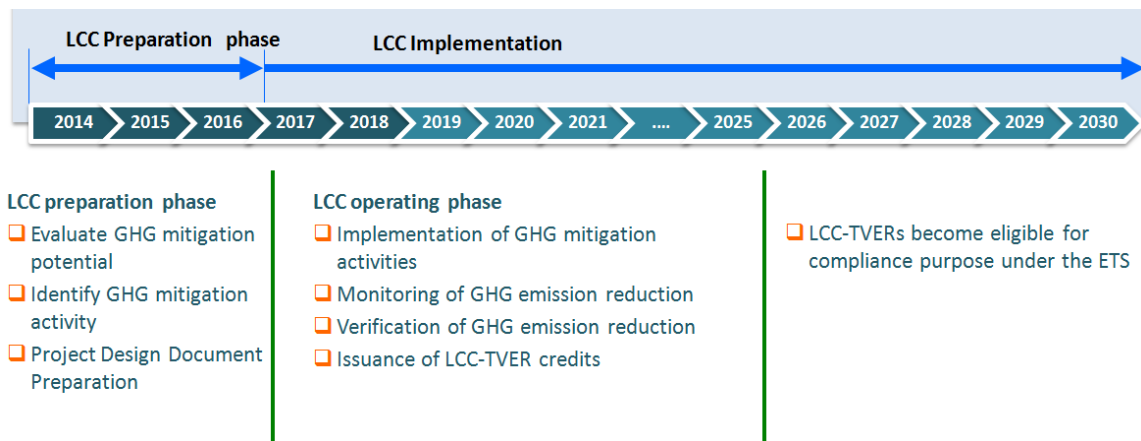 LCC Preparation phase
LCC Implementation
2014 2015 2016 2017 2018 2019 2020 2021 .... 2025 2026 2027 2028 2029 2030
LCC preparation phase
Evaluate GHG mitigation
potential
Identify GHG mitigation
activity
Project Design Document
Preparation
LCC operating phase
Implementation of GHG mitigation
activities
Monitoring of GHG emission reduction
Verification of GHG emission reduction
Issuance of LCC-TVER credits
LCC-TVERs become eligible for
compliance purpose under the ETS